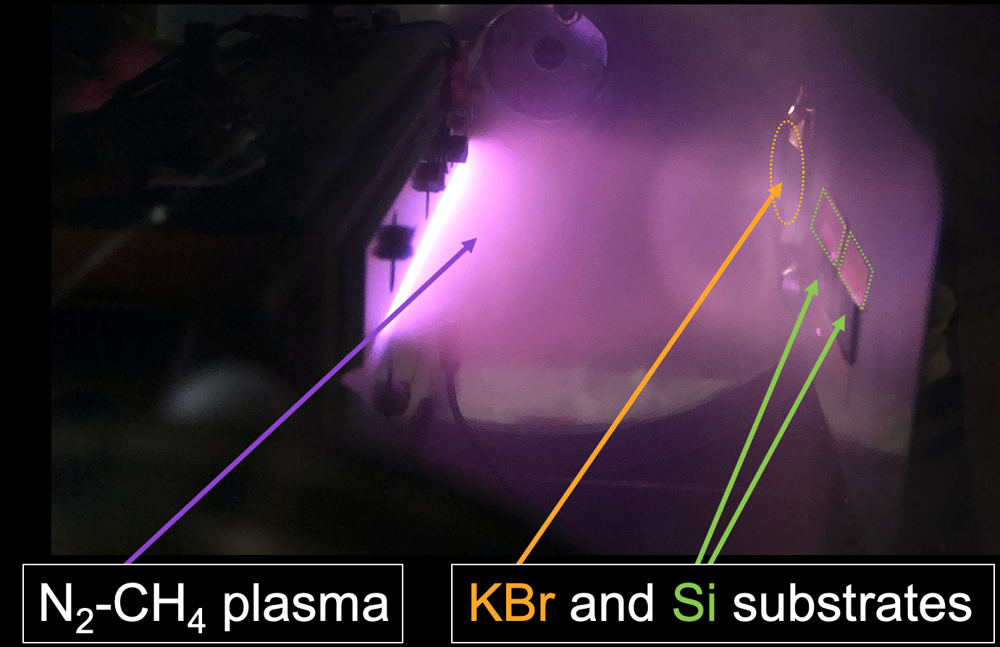 N₂-CH₄ plasma
KBr and Si substrates